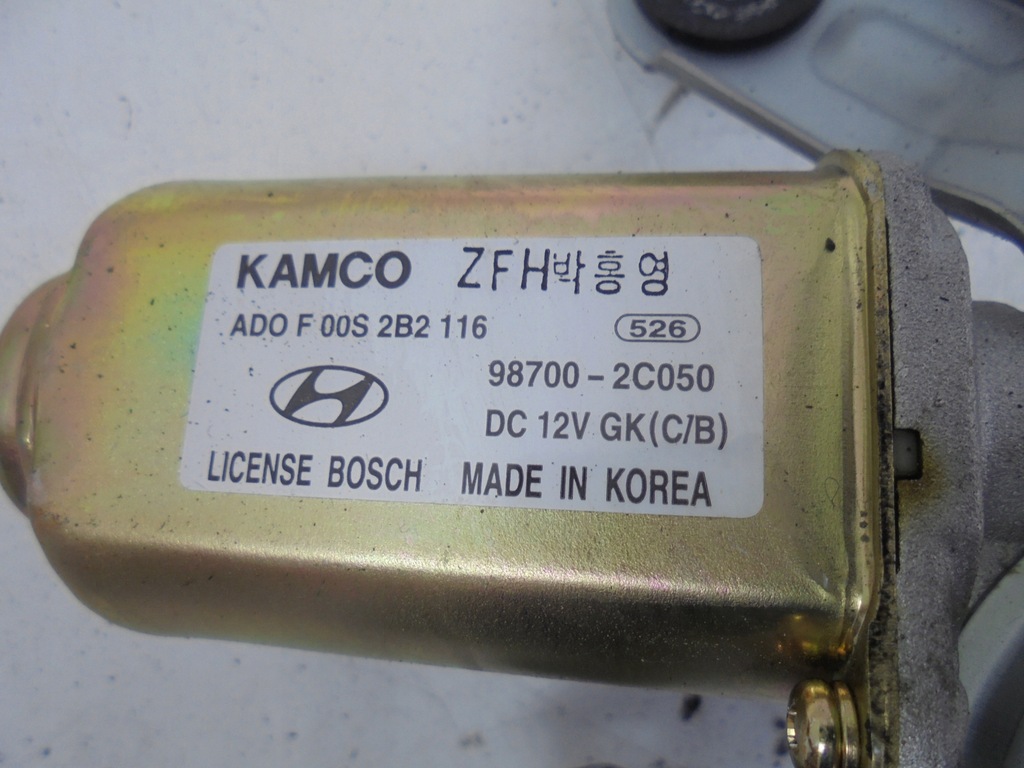 KAMCO ZFH박흥영
ADO F 00S 2B2 116 526
98700-2C050
DC 12V GK(C/B)
LICENSE BOSCH MADE IN KOREA